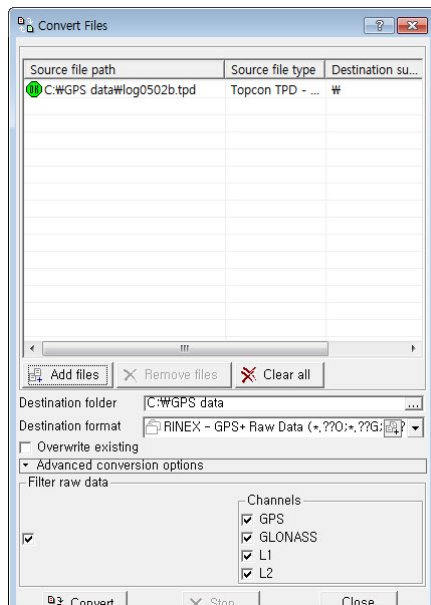 Convert Files
Source file path Source file type Destination su...
OK C:₩GPS data₩log0502b.tpd Topcon TPD - ... ₩
Add files Remove files Clear all
Destination folder C:₩GPS data ...
Destination format RINEX - GPS+ Raw Data (*,??O;*,??G;
Overwrite existing
Advanced conversion options
Filter raw data
Channels
GPS
GLONASS
L1
L2
Convert Stop Close